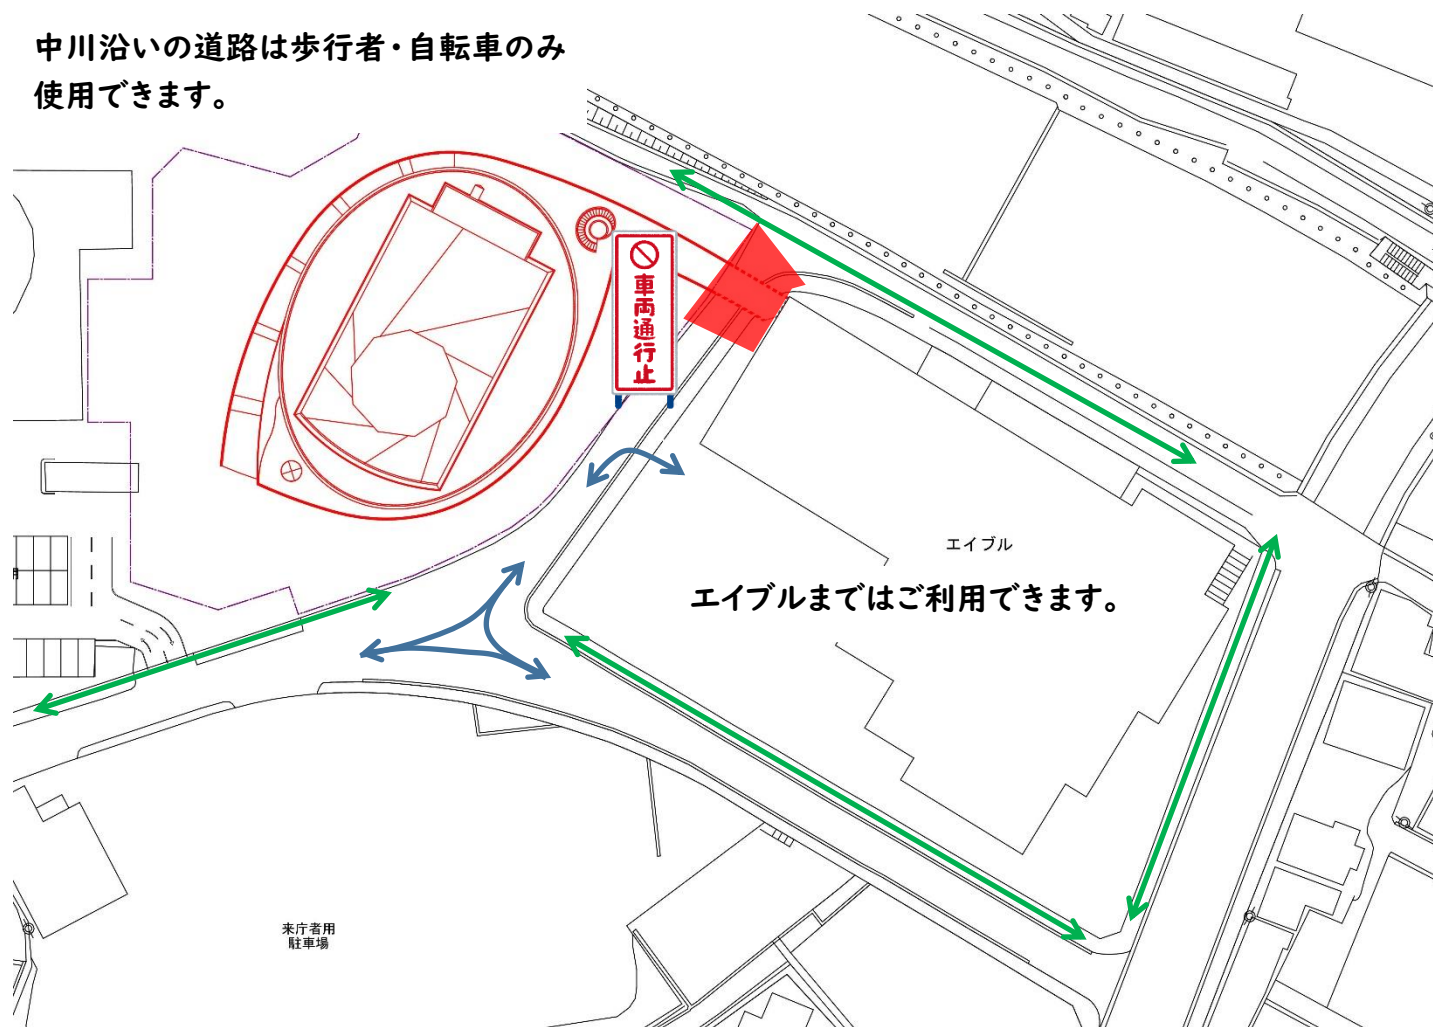 中川沿いの道路は歩行者・自転車のみ
使用できます。
車両通行止
エイブル
エイブルまではご利用できます。
来庁者用
駐車場